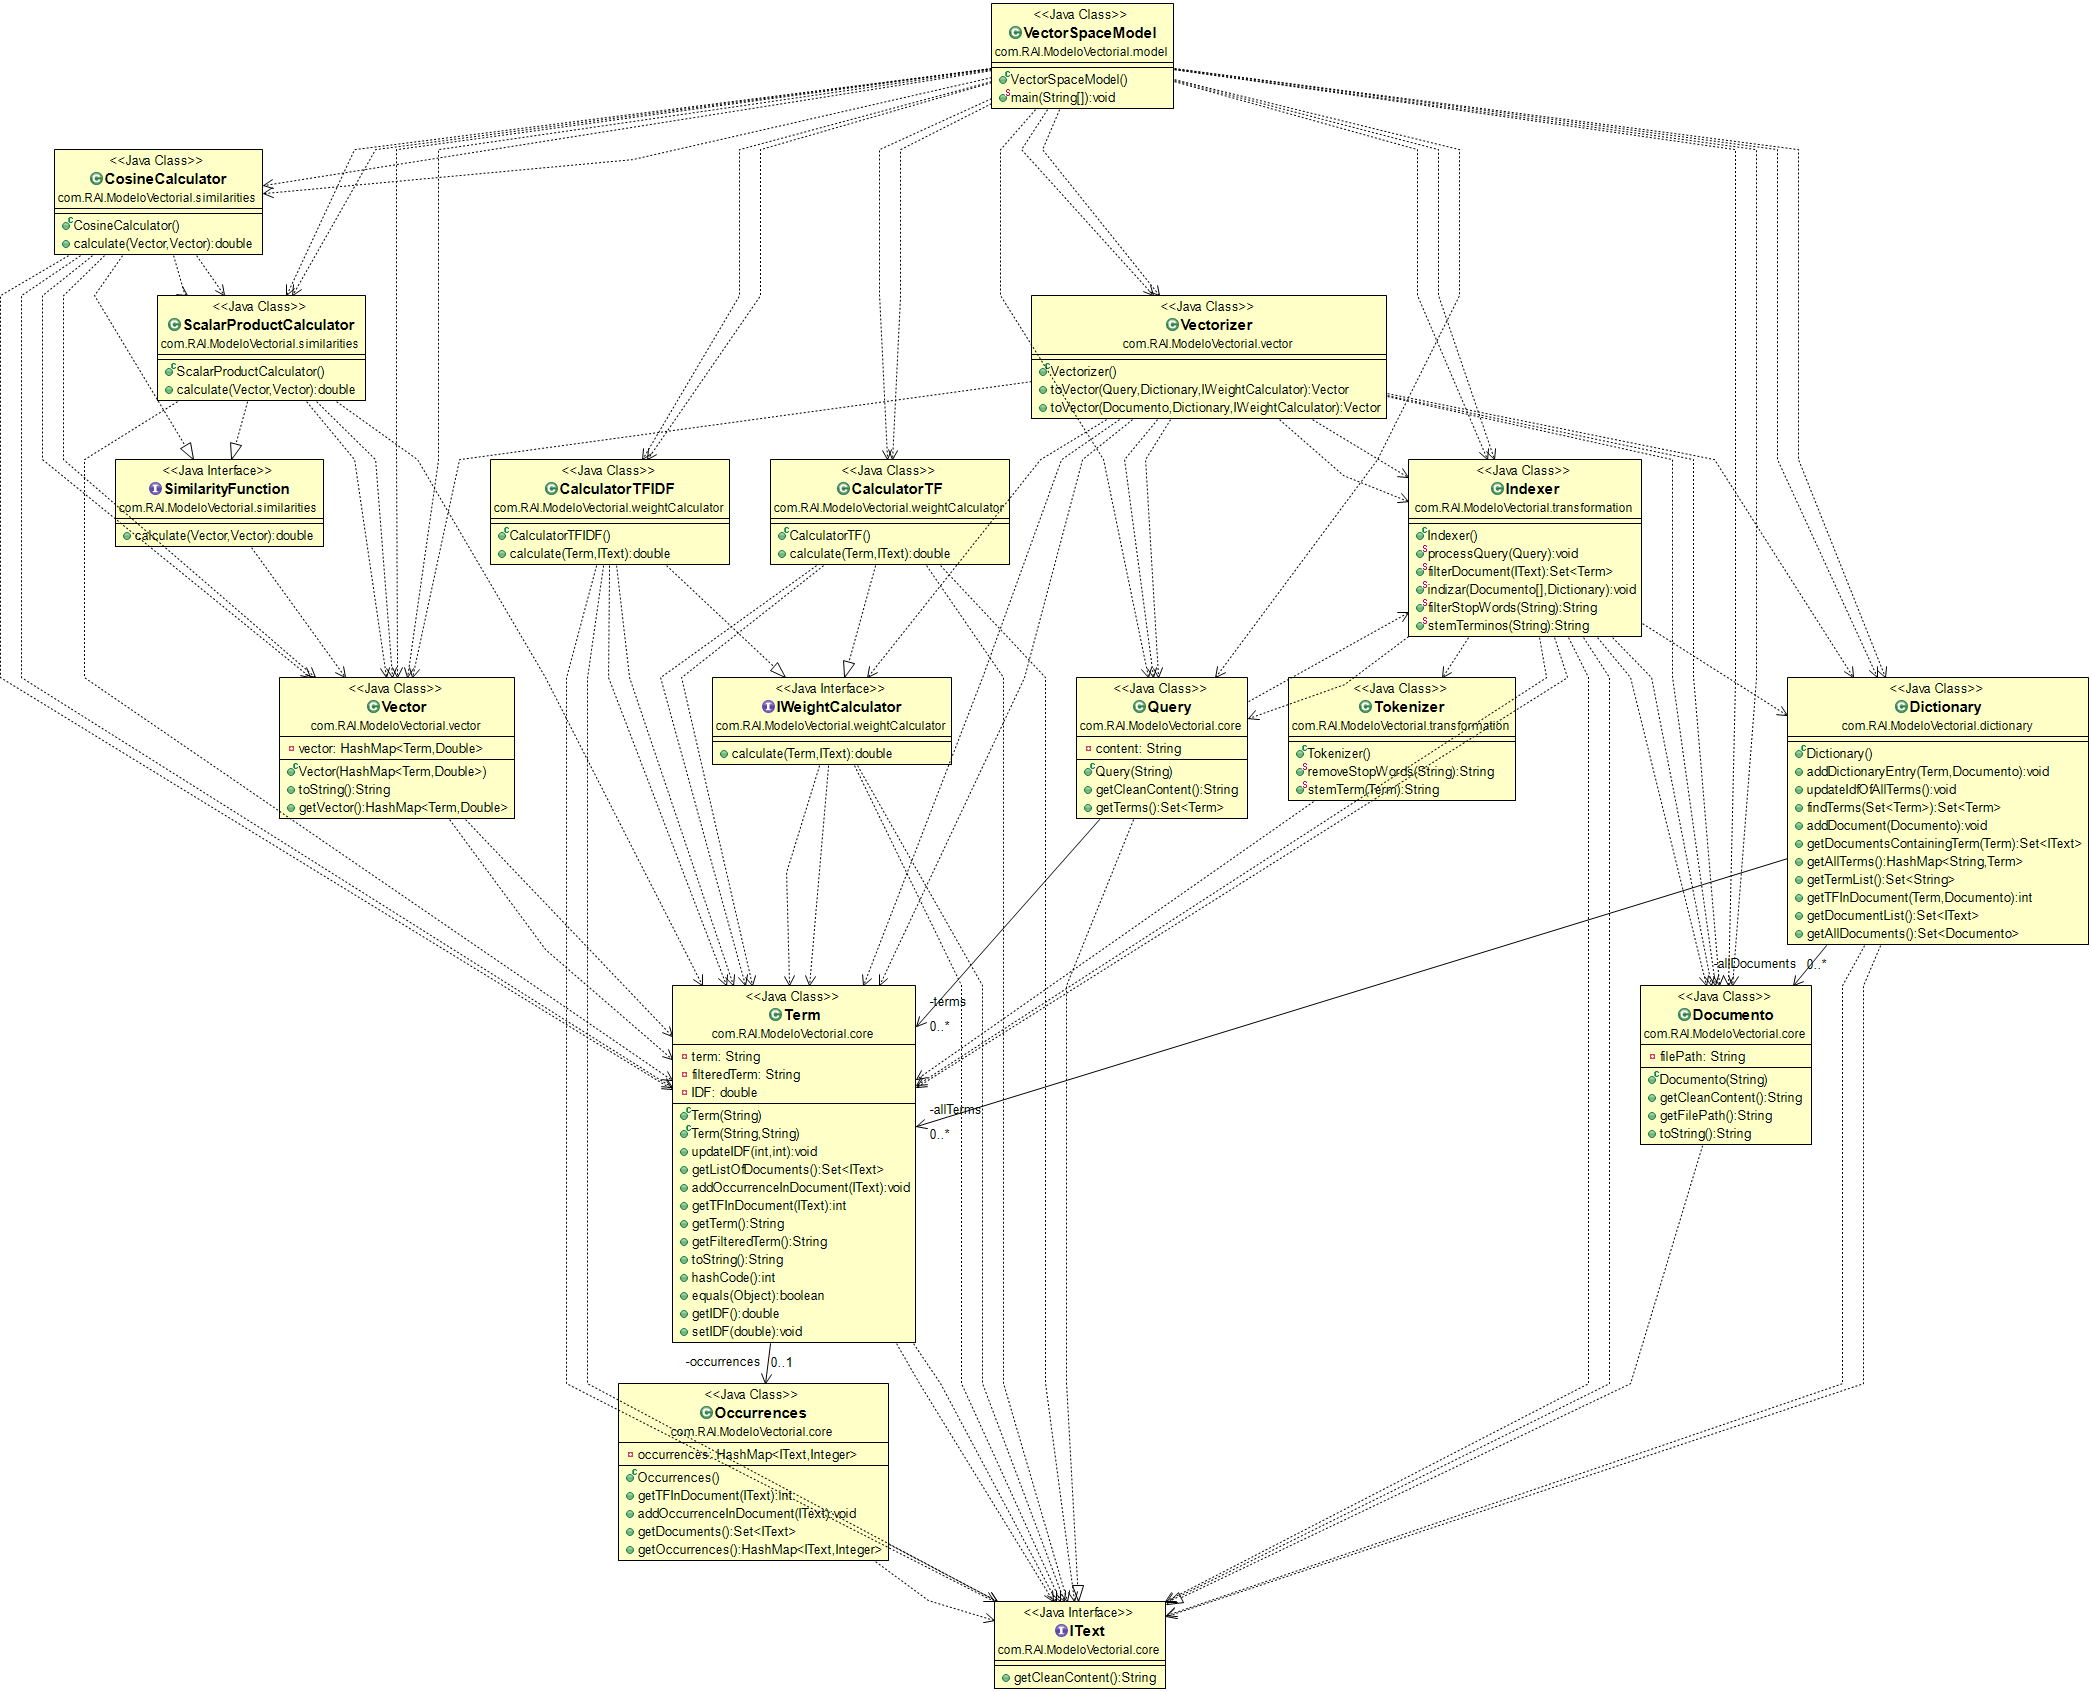 <<Java Class>>
VectorSpaceModel
com.RAI.ModeloVectorial.model
VectorSpaceModel()
main(String[]):void
<<Java Class>>
CosineCalculator
com.RAI.ModeloVectorial.similarities
CosineCalculator()
calculate(Vector,Vector):double
<<Java Class>>
ScalarProductCalculator
com.RAI.ModeloVectorial.similarities
ScalarProductCalculator()
calculate(Vector,Vector):double
<<Java Class>>
Vectorizer
com.RAI.ModeloVectorial.vector
Vectorizer()
toVector(Query,Dictionary,IWeightCalculator):Vector
toVector(Documento,Dictionary,IWeightCalculator):Vector
<<Java Interface>>
SimilarityFunction
com.RAI.ModeloVectorial.similarities
calculate(Vector,Vector):double
<<Java Class>>
CalculatorTFIDF
com.RAI.ModeloVectorial.weightCalculator
CalculatorTFIDF()
calculate(Term,IText):double
<<Java Class>>
CalculatorTF
com.RAI.ModeloVectorial.weightCalculator
CalculatorTF()
calculate(Term,IText):double
<<Java Class>>
Indexer
com.RAI.ModeloVectorial.transformation
Indexer()
processQuery(Query):void
filterDocument(IText):Set<Term>
indizar(Documento[],Dictionary):void
filterStopWords(String):String
stemTerminos(String):String
<<Java Class>>
Vector
com.RAI.ModeloVectorial.vector
vector: HashMap<Term,Double>
Vector(HashMap<Term,Double>)
toString():String
getVector():HashMap<Term,Double>
<<Java Interface>>
IWeightCalculator
com.RAI.ModeloVectorial.weightCalculator
calculate(Term,IText):double
<<Java Class>>
Query
com.RAI.ModeloVectorial.core
content: String
Query(String)
getCleanContent():String
getTerms():Set<Term>
<<Java Class>>
Tokenizer
com.RAI.ModeloVectorial.transformation
Tokenizer()
removeStopWords(String):String
stemTerm(Term):String
<<Java Class>>
Dictionary
com.RAI.ModeloVectorial.dictionary
Dictionary()
addDictionaryEntry(Term,Documento):void
updateIdfOfAllTerms():void
findTerms(Set<Term>):Set<Term>
addDocument(Documento):void
getDocumentsContainingTerm(Term):Set<IText>
getAllTerms():HashMap<String,Term>
getTermList():Set<String>
getTFInDocument(Term,Documento):int
getDocumentList():Set<IText>
getAllDocuments():Set<Documento>
-allDocuments 0..*
<<Java Class>>
Term
com.RAI.ModeloVectorial.core
term: String
filteredTerm: String
IDF: double
Term(String)
Term(String,String)
updateIDF(int,int):void
getListOfDocuments():Set<IText>
addOccurrenceInDocument(IText):void
getTFInDocument(IText):int
getTerm():String
getFilteredTerm():String
toString():String
hashCode():int
equals(Object):boolean
getIDF():double
setIDF(double):void
-terms
0..*
-allTerms
0..*
<<Java Class>>
Documento
com.RAI.ModeloVectorial.core
filePath: String
Documento(String)
getCleanContent():String
getFilePath():String
toString():String
-occurrences 0..1
<<Java Class>>
Occurrences
com.RAI.ModeloVectorial.core
occurrences: HashMap<IText,Integer>
Occurrences()
getTFInDocument(IText):int
addOccurrenceInDocument(IText):void
getDocuments():Set<IText>
getOccurrences():HashMap<IText,Integer>
<<Java Interface>>
IText
com.RAI.ModeloVectorial.core
getCleanContent():String